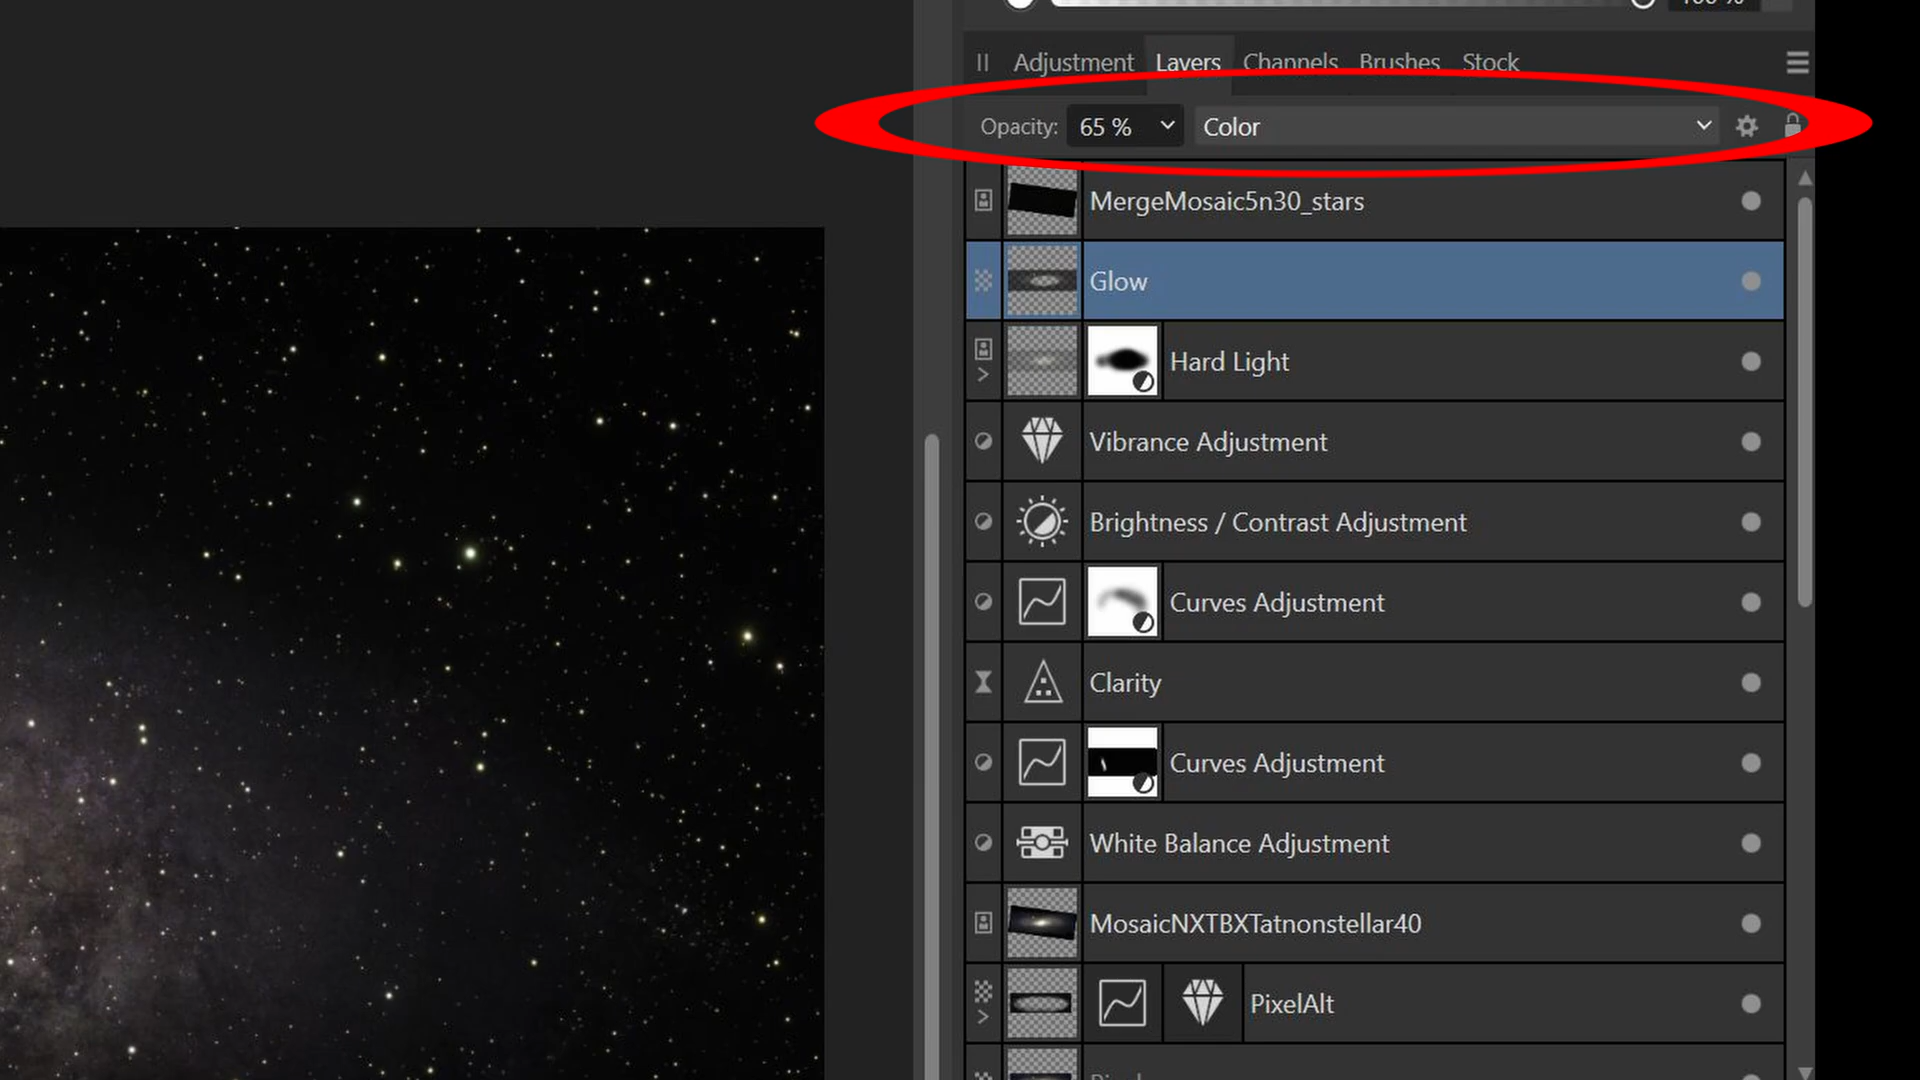 Adjustment Layers Channels Brushes Stock
Opacity: 65 % Color
MergeMosaic5n30_stars
Glow
Hard Light
Vibrance Adjustment
Brightness / Contrast Adjustment
Curves Adjustment
Clarity
Curves Adjustment
White Balance Adjustment
MosaicNXTBXTatnonstellar40
PixelAlt